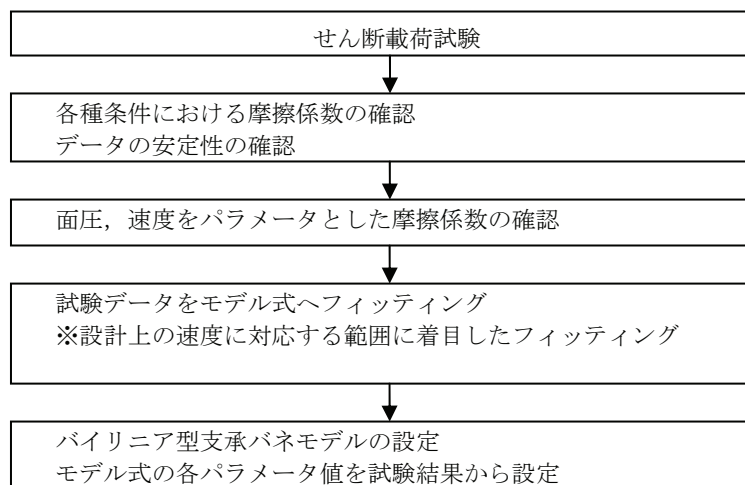 せん断載荷試験
各種条件における摩擦係数の確認
データの安定性の確認
面圧，速度をパラメータとした摩擦係数の確認
試験データをモデル式へフィッティング
※設計上の速度に対応する範囲に着目したフィッティング
バイリニア型支承バネモデルの設定
モデル式の各パラメータ値を試験結果から設定